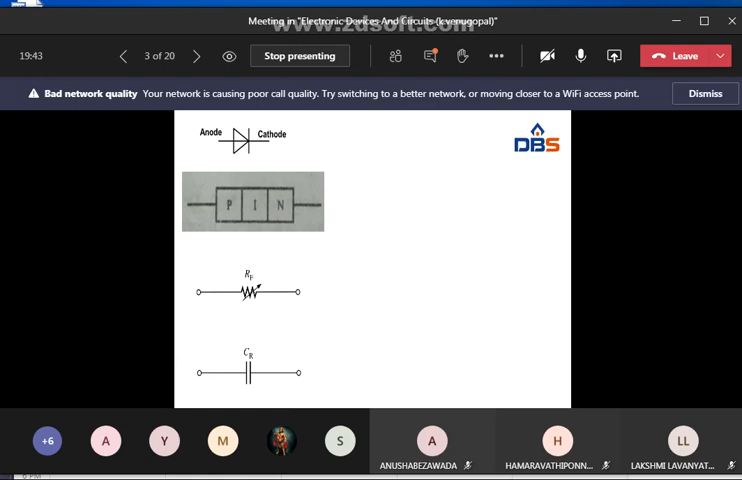 Meeting in "Electronic Devices And Circuits (k.venugopal)"
www.zdsoft.com
19:43
3 of 20
Stop presenting
Leave
Bad network quality Your network is causing poor call quality. Try switching to a better network, or moving closer to a WiFi access point.
Dismiss
Anode
Cathode
DBS
P I N
RF
CR
+6
A
Y
M
S
A
H
LL
ANUSHABEZAWADA
HAMARAVATHIPONN...
LAKSHMI LAVANYAT...
6 PM